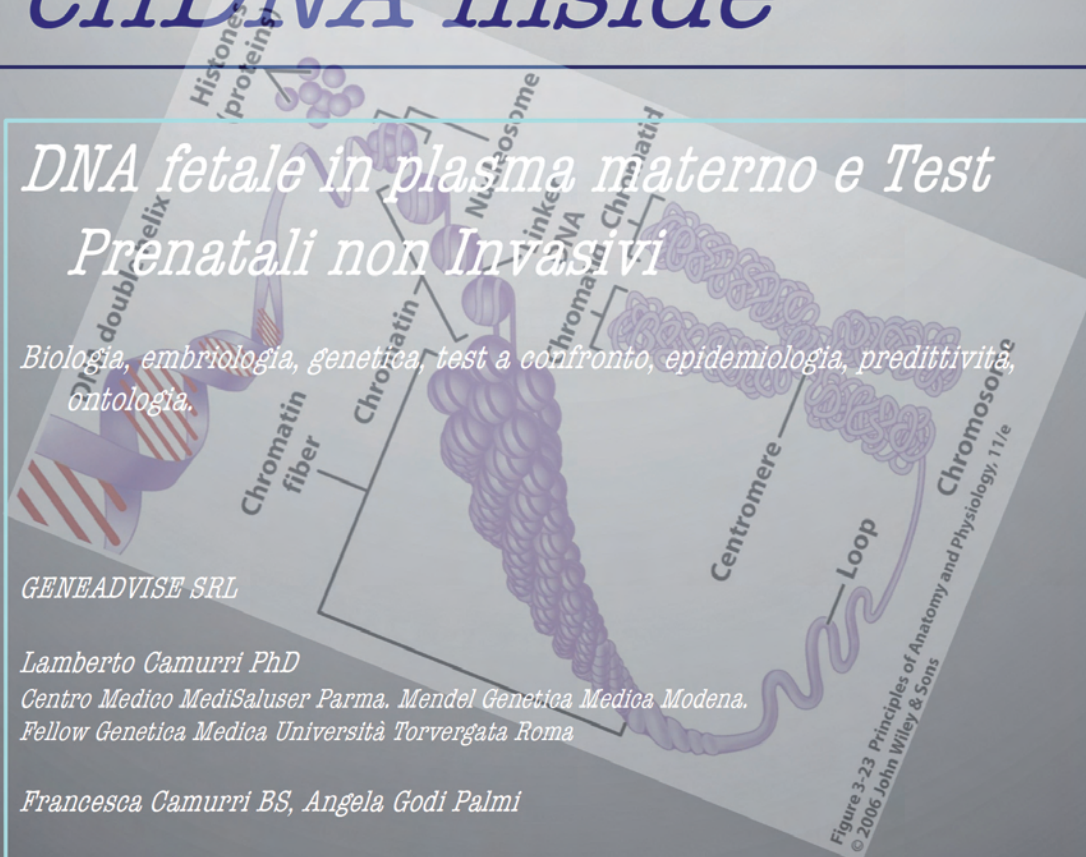 DNA inside
DNA fetale in plasma materno e Test
Prenatali non Invasivi
Biologia, embriologia, genetica, test a confronto, epidemiologia, predittività,
ontologia.
GENEADVISE SRL
Lamberto Camurri PhD
Centro Medico MediSaluser Parma. Mendel Genetica Medica Modena.
Fellow Genetica Medica Università Torvergata Roma
Francesca Camurri BS, Angela Godi Palmi
Histones
(proteins)
Nucleosome
Linker
DNA
Chromatid
Chromatid
DNA double helix
Chromatin
Chromatin
fiber
Centromere
Chromosome
Loop
Figure 3-23 Principles of Anatomy and Physiology, 11/e
© 2006 John Wiley & Sons